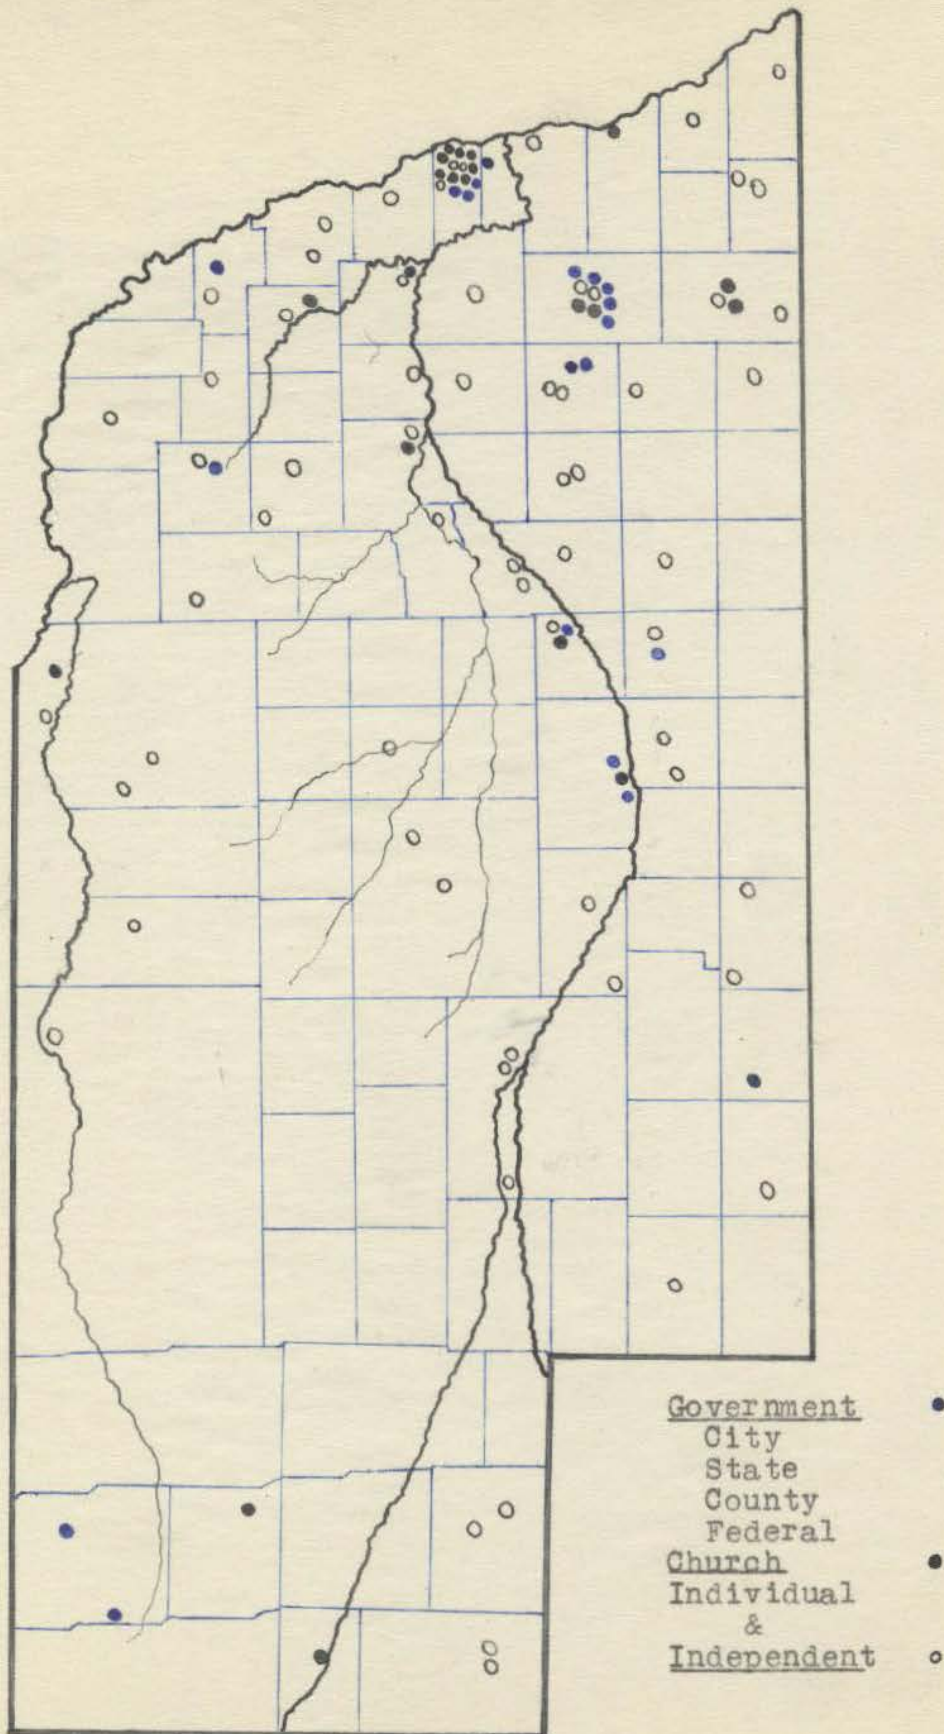 Government
City
State
County
Federal
Church
Individual
&
Independent